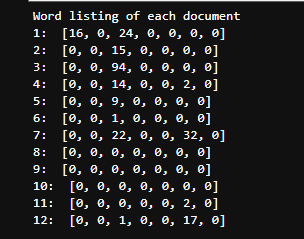 Word listing of each document
1: [16, 0, 24, 0, 0, 0, 0]
2: [0, 0, 15, 0, 0, 0, 0]
3: [0, 0, 94, 0, 0, 0, 0]
4: [0, 0, 14, 0, 0, 2, 0]
5: [0, 0, 9, 0, 0, 0, 0]
6: [0, 0, 1, 0, 0, 0, 0]
7: [0, 0, 22, 0, 0, 32, 0]
8: [0, 0, 0, 0, 0, 0, 0]
9: [0, 0, 0, 0, 0, 0, 0]
10: [0, 0, 0, 0, 0, 0, 0]
11: [0, 0, 0, 0, 0, 2, 0]
12: [0, 0, 1, 0, 0, 17, 0]